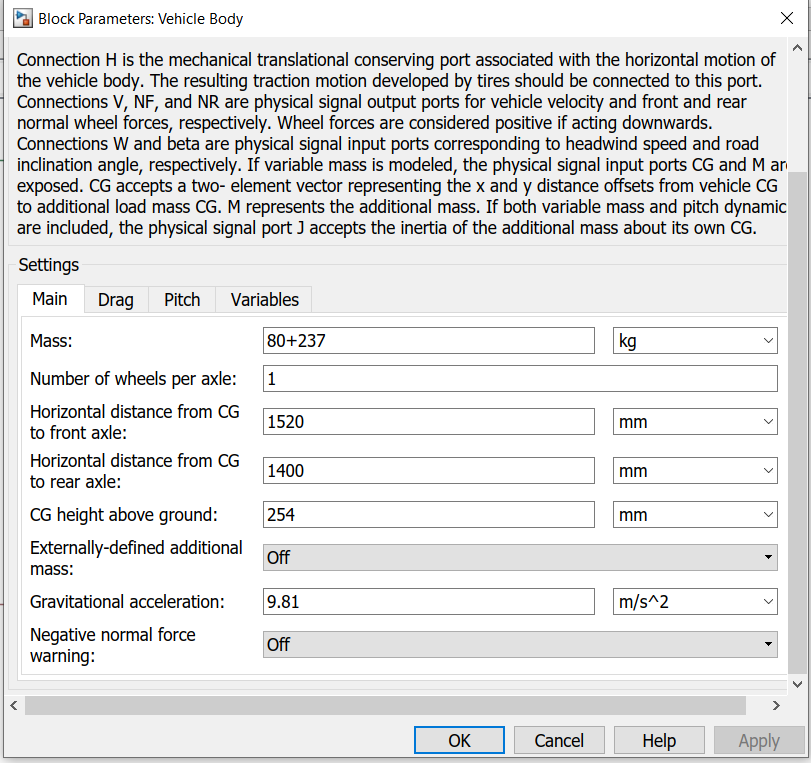 Block Parameters: Vehicle Body
Connection H is the mechanical translational conserving port associated with the horizontal motion of
the vehicle body. The resulting traction motion developed by tires should be connected to this port.
Connections V, NF, and NR are physical signal output ports for vehicle velocity and front and rear
normal wheel forces, respectively. Wheel forces are considered positive if acting downwards.
Connections W and beta are physical signal input ports corresponding to headwind speed and road
inclination angle, respectively. If variable mass is modeled, the physical signal input ports CG and M are
exposed. CG accepts a two- element vector representing the x and y distance offsets from vehicle CG
to additional load mass CG. M represents the additional mass. If both variable mass and pitch dynamic
are included, the physical signal port J accepts the inertia of the additional mass about its own CG.
Settings
Main Drag Pitch Variables
Mass: 80+237 kg
Number of wheels per axle: 1
Horizontal distance from CG
to front axle: 1520 mm
Horizontal distance from CG
to rear axle: 1400 mm
CG height above ground: 254 mm
Externally-defined additional
mass: Off
Gravitational acceleration: 9.81 m/s^2
Negative normal force
warning: Off
OK Cancel Help Apply